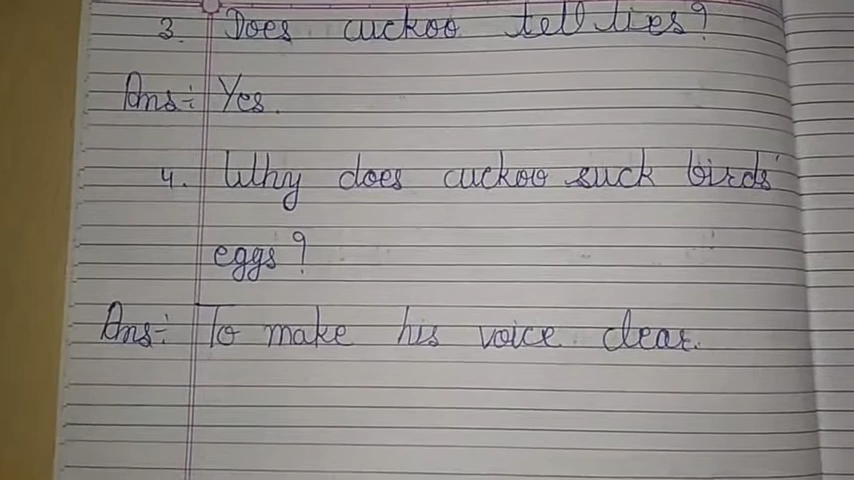 3. Does cuckoo tell lies?
Ans:- Yes.
4. Why does cuckoo suck birds'
eggs?
Ans:- To make his voice clear.